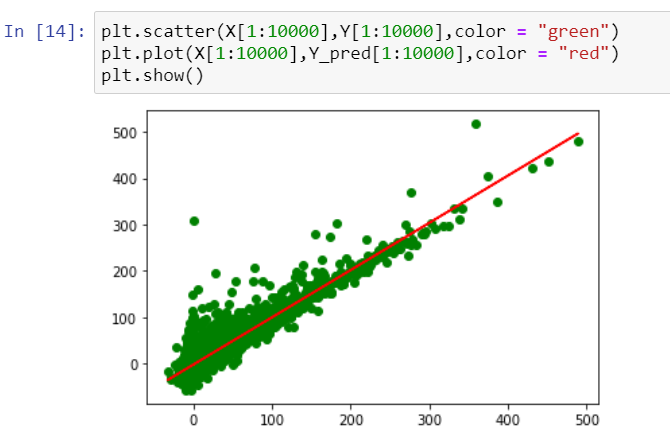 In [14]: plt.scatter(X[1:10000],Y[1:10000],color = "green")
plt.plot(X[1:10000],Y_pred[1:10000],color = "red")
plt.show()
500
400
300
200
100
0
0 100 200 300 400 500